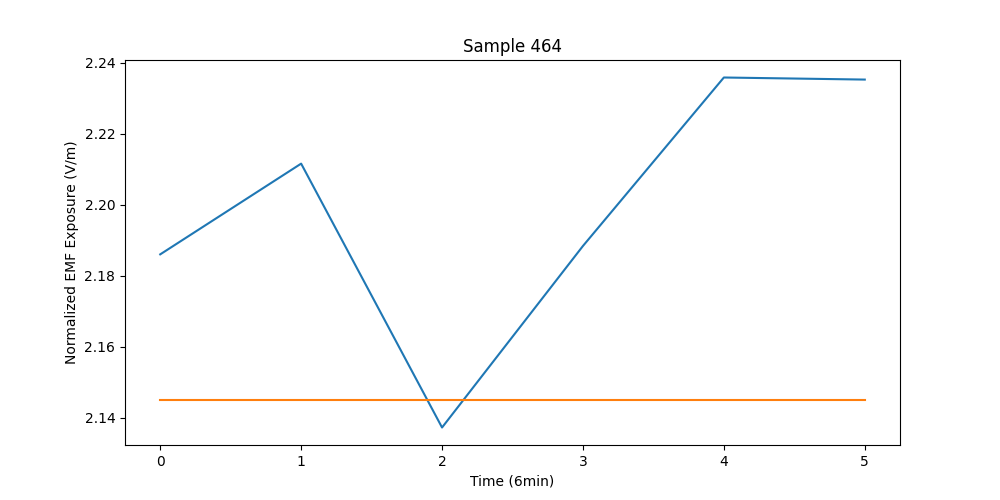 Sample 464
Normalized EMF Exposure (V/m)
2.24
2.22
2.20
2.18
2.16
2.14
0 1 2 3 4 5
Time (6min)